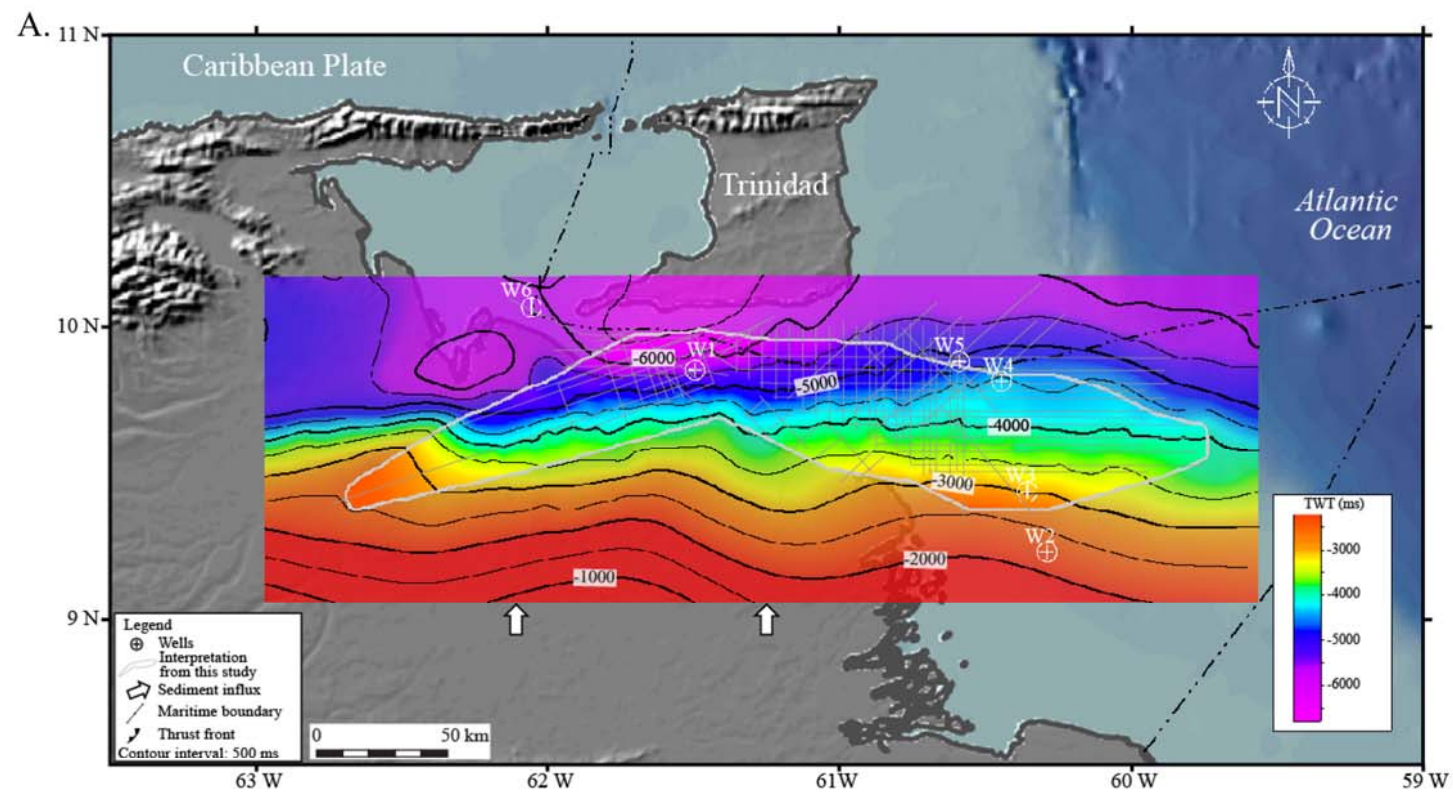 A.
11 N
Caribbean Plate
N
Trinidad
Atlantic
Ocean
10 N
W6
W5
-6000
W1
W4
-5000
-4000
-3000
W3
W2
-2000
-1000
TWT (ms)
-3000
-4000
-5000
-6000
9 N
Legend
Wells
Interpretation
from this study
Sediment influx
Maritime boundary
Thrust front
Contour interval: 500 ms
0 50 km
63 W 62 W 61 W 60 W 59 W